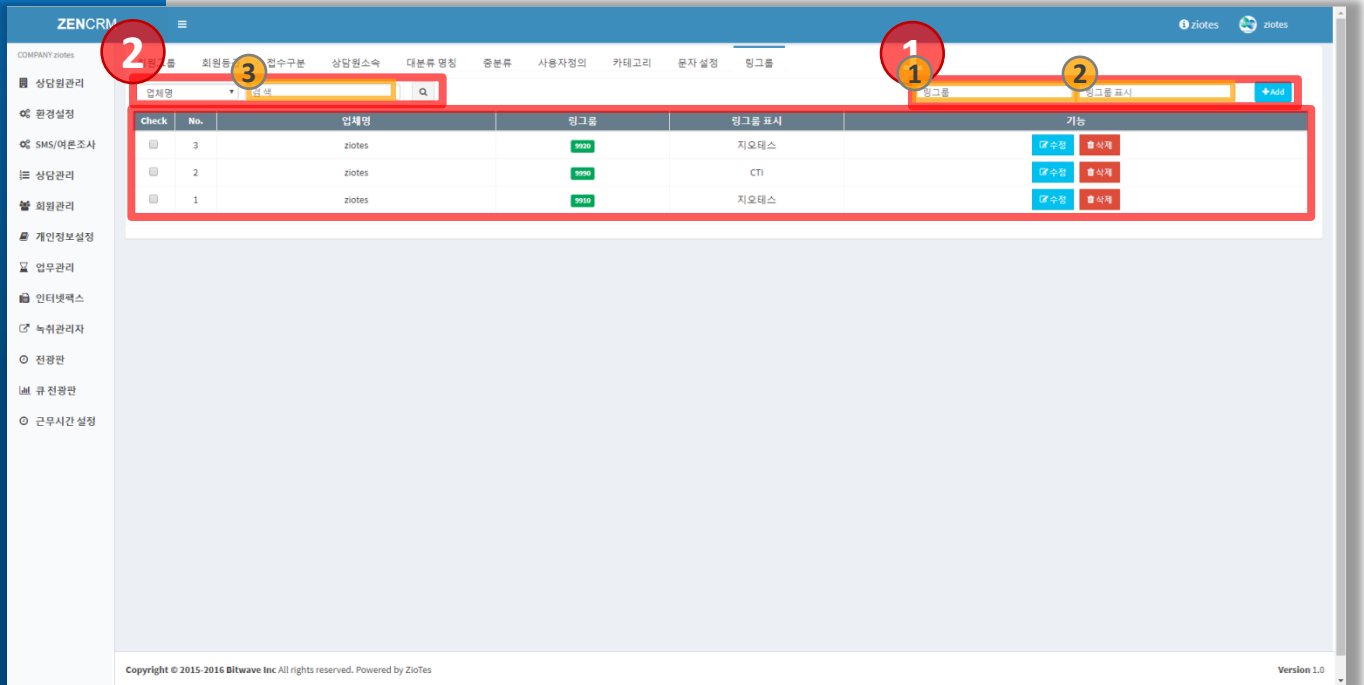 ZENCRM
ziotes ziotes
COMPANY ziotes
2
1
그룹 회원등 접수구분 상담원소속 대분류 명칭 중분류 사용자정의 카테고리 문자 설정 링그룹
3
1
2
업체명 검색 링그룹 링그룹 표시 +Add
Check No. 업체명 링그룹 링그룹 표시 기능
3 ziotes 9920 지오테스 수정 삭제
2 ziotes 9990 CTI 수정 삭제
1 ziotes 9910 지오테스 수정 삭제
상담원관리
환경설정
SMS/여론조사
상담관리
회원관리
개인정보설정
업무관리
인터넷팩스
녹취관리자
전광판
큐 전광판
근무시간 설정
Copyright © 2015-2016 Bitwave Inc All rights reserved. Powered by ZioTes
Version 1.0